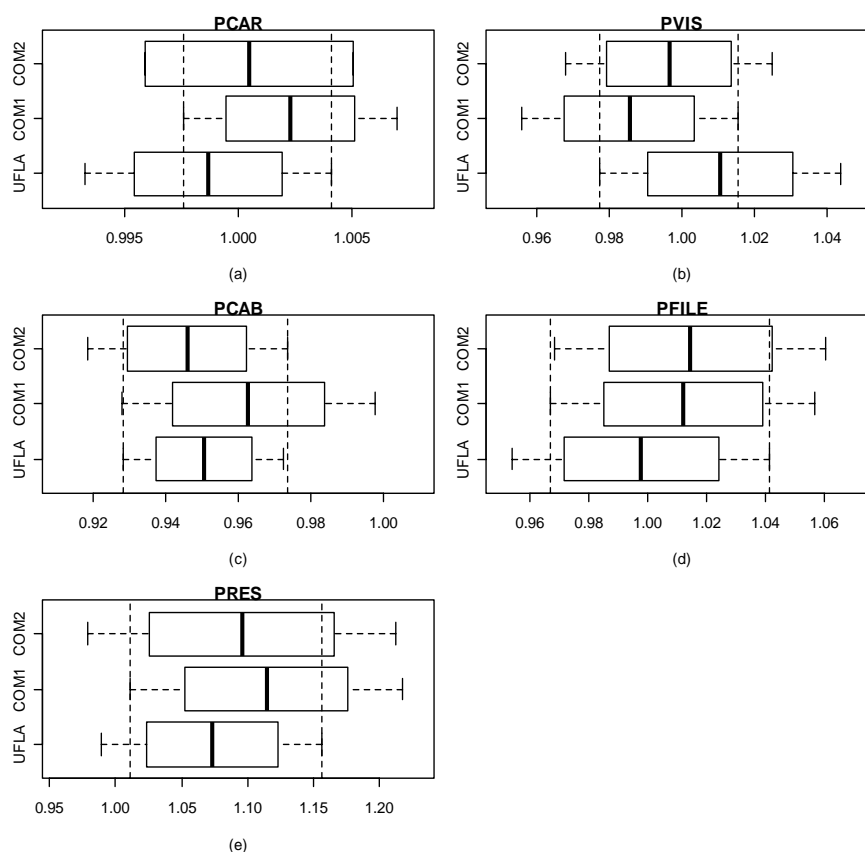 PCAR
COM2
COM1
UFLA
0.995 1.000 1.005
(a)
PVIS
COM2
COM1
UFLA
0.96 0.98 1.00 1.02 1.04
(b)
PCAB
COM2
COM1
UFLA
0.92 0.94 0.96 0.98 1.00
(c)
PFILE
COM2
COM1
UFLA
0.96 0.98 1.00 1.02 1.04 1.06
(d)
PRES
COM2
COM1
UFLA
0.95 1.00 1.05 1.10 1.15 1.20
(e)